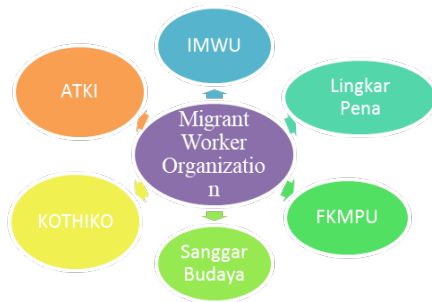 IMWU
ATKI
Lingkar
Pena
Migrant
Worker
Organizatio
n
KOTHIKO
FKMPU
Sanggar
Budaya